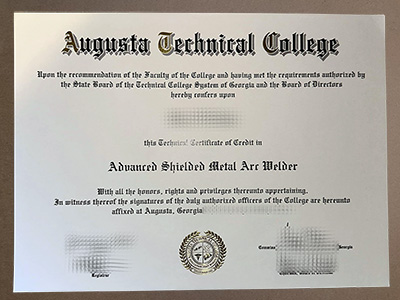 Augusta Technical College
Upon the recommendation of the Faculty of the College and having met the requirements authorized by
the State Board of the Technical College System of Georgia and the Board of Directors
hereby confers upon
this Technical Certificate of Credit in
Advanced Shielded Metal Arc Welder
With all the honors, rights and privileges thereunto appertaining.
In witness thereof the signatures of the duly authorized officers of the College are hereunto
affixed at Augusta, Georgia